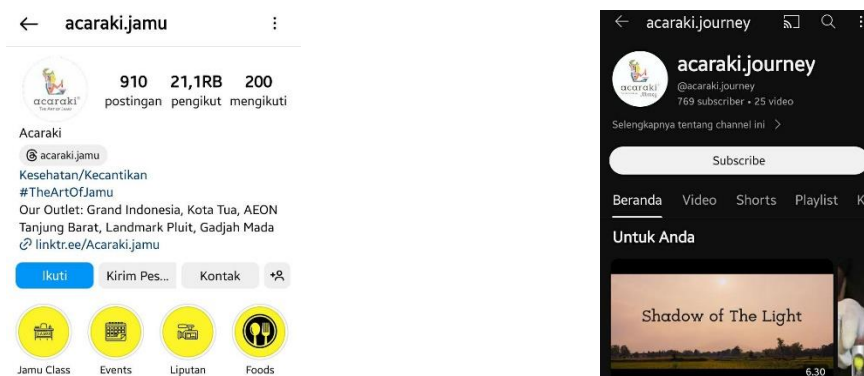 acaraki.jamu
acaraki
910 21,1RB 200
postingan pengikut mengikuti
Acaraki
acaraki.jamu
Kesehatan/Kecantikan
#TheArtOfJamu
Our Outlet: Grand Indonesia, Kota Tua, AEON
Tanjung Barat, Landmark Pluit, Gadjah Mada
linktr.ee/Acaraki.jamu
Ikuti Kirim Pes... Kontak
Jamu Class Events Liputan Foods
acaraki.journey
acaraki
acaraki.journey
@acaraki.journey
769 subscriber • 25 video
Selengkapnya tentang channel ini
Subscribe
Beranda Video Shorts Playlist K
Untuk Anda
Shadow of The Light
6.30